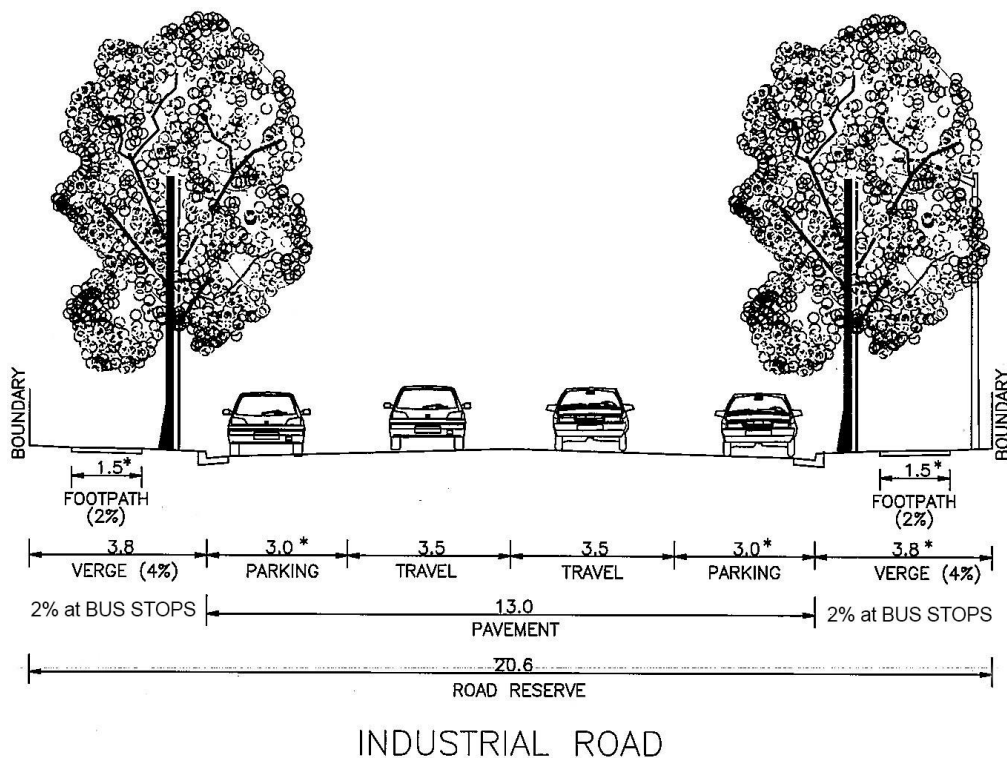 BOUNDARY
BOUNDARY
1.5*
FOOTPATH
(2%)
1.5*
FOOTPATH
(2%)
3.8
VERGE (4%)
3.0*
PARKING
3.5
TRAVEL
3.5
TRAVEL
3.0*
PARKING
3.8*
VERGE (4%)
2% at BUS STOPS
13.0
PAVEMENT
2% at BUS STOPS
20.6
ROAD RESERVE
INDUSTRIAL ROAD